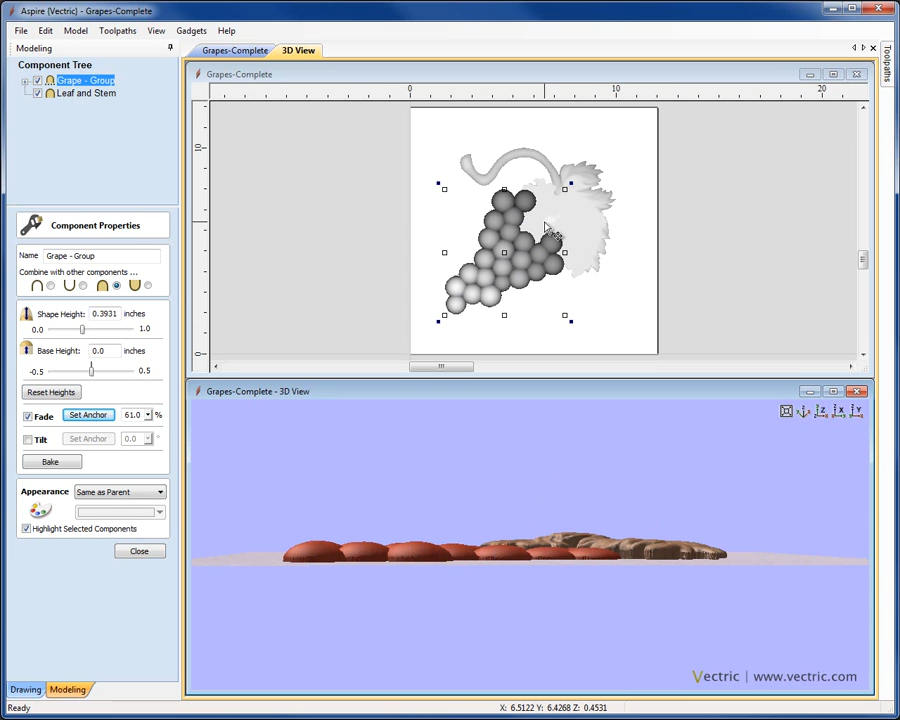 Aspire (Vectric) - [Grapes-Complete]
File Edit Model Toolpaths View Gadgets Help
Modeling
Component Tree
Grape - Group
Leaf and Stem
Component Properties
Name Grape - Group
Combine with other components ...
Shape Height: 0.3931 inches
0.0 1.0
Base Height: 0.0 inches
-0.5 0.5
Reset Heights
Fade Set Anchor 61.0 %
Tilt Set Anchor 0.0 °
Bake
Appearance Same as Parent
Highlight Selected Components
Close
Drawing Modeling
Ready
Grapes-Complete 3D View
Toolpaths
Grapes-Complete
0 10 20
10
0
Grapes-Complete - 3D View
Z X Y
Vectric | www.vectric.com
X: 6.5122 Y: 6.4268 Z: 0.4531